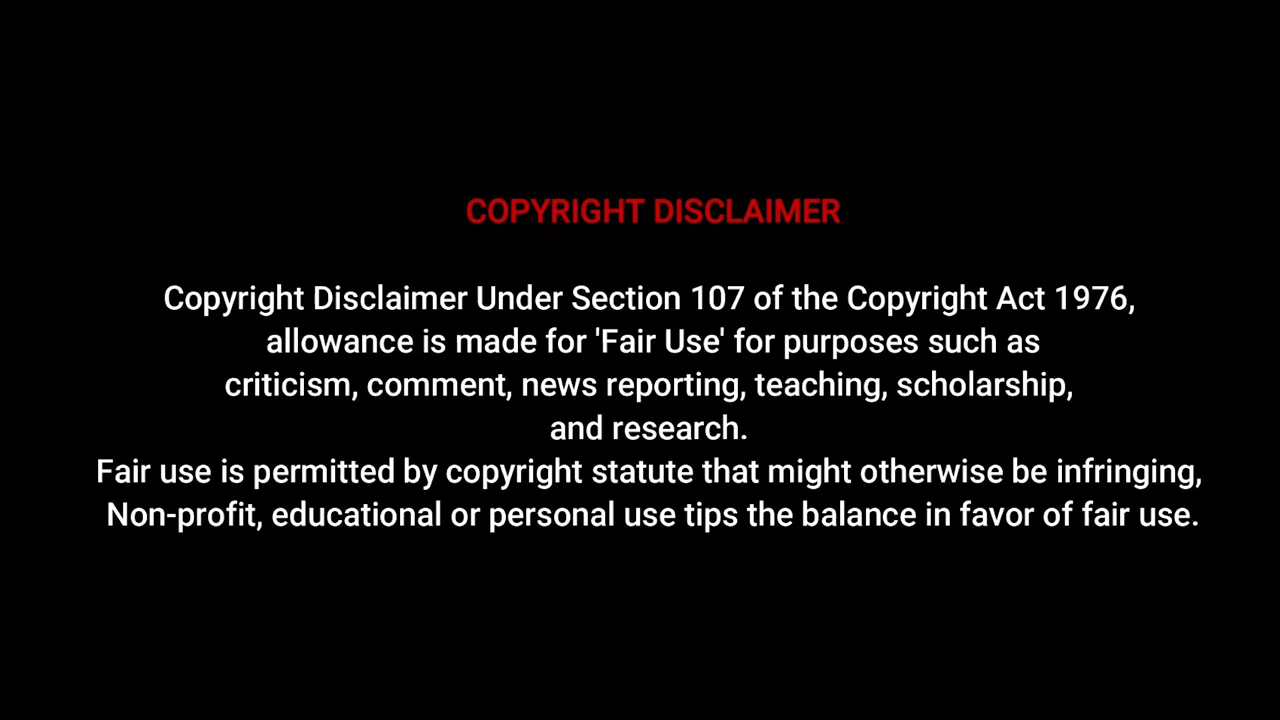 COPYRIGHT DISCLAIMER
Copyright Disclaimer Under Section 107 of the Copyright Act 1976,
allowance is made for 'Fair Use' for purposes such as
criticism, comment, news reporting, teaching, scholarship,
and research.
Fair use is permitted by copyright statute that might otherwise be infringing,
Non-profit, educational or personal use tips the balance in favor of fair use.